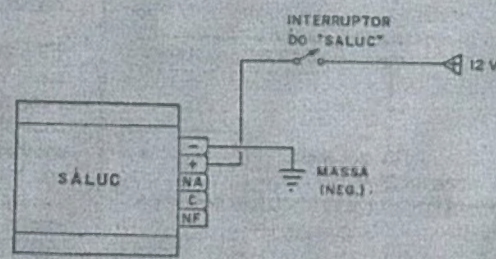 INTERRUPTOR
DO "SALUC"
12 V
SALUC
-
+
NA
C
NF
MASSA
(NEG.)